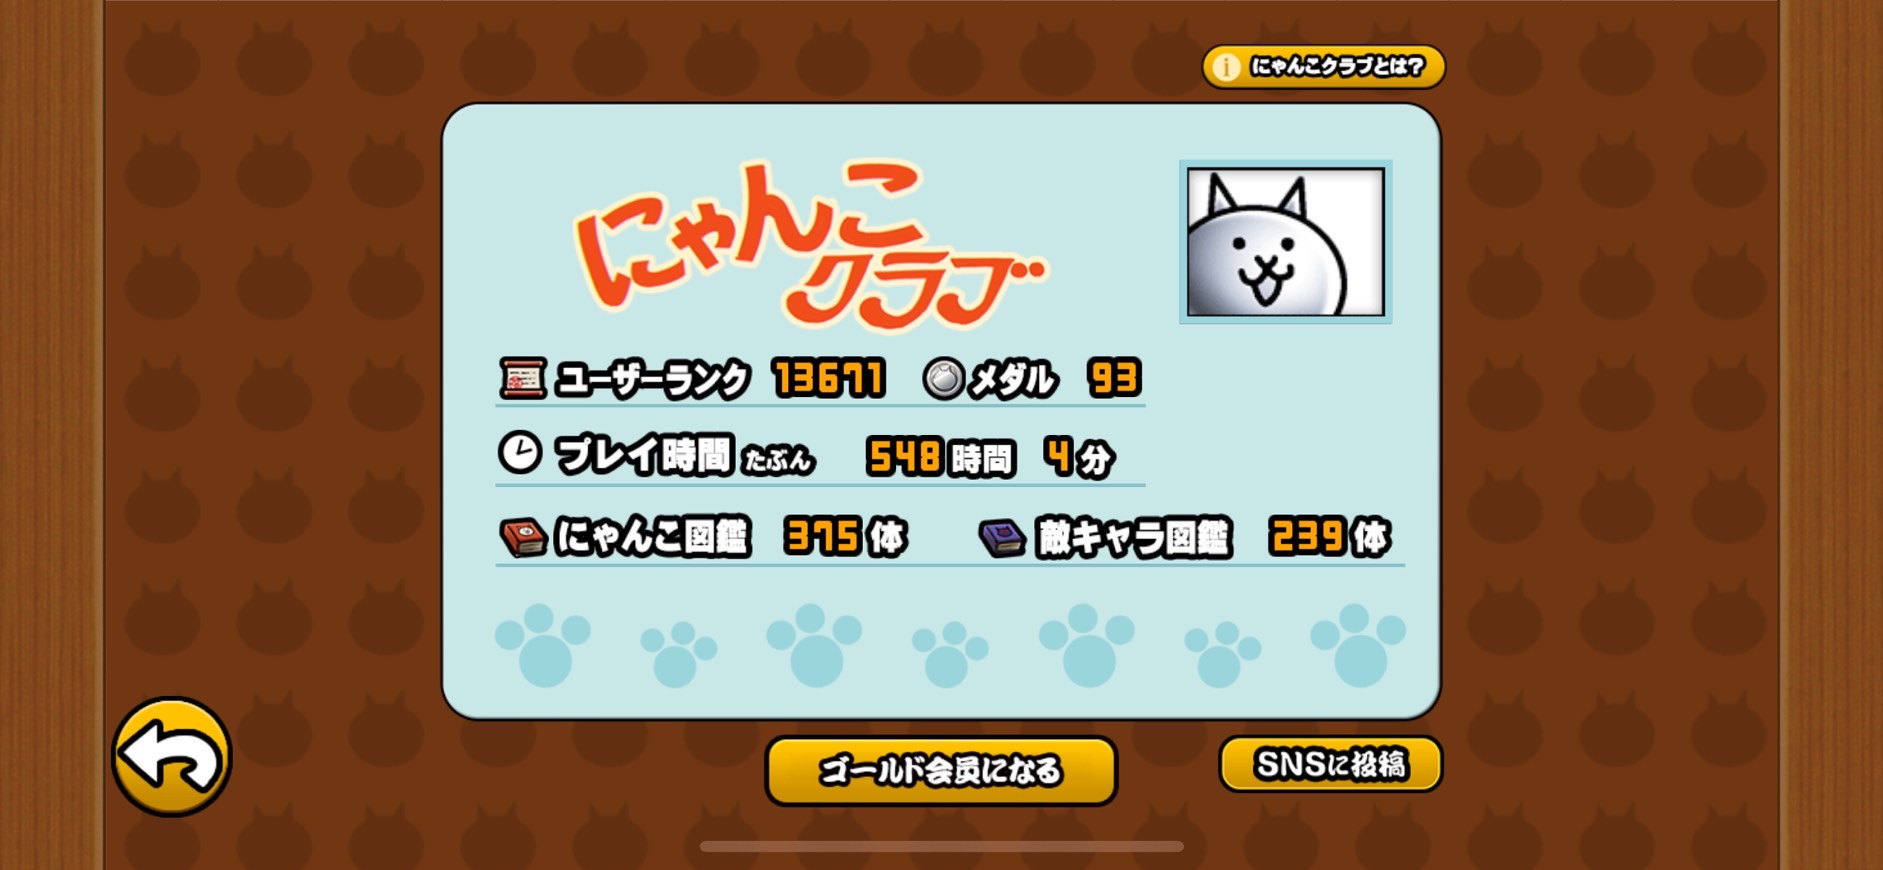 にゃんこクラブとは?
にゃんこ
クラブ
ユーザーランク 13671 メダル 93
プレイ時間 たぶん 548時間 4分
にゃんこ図鑑 375体 敵キャラ図鑑 239体
ゴールド会員になる
SNSに投稿